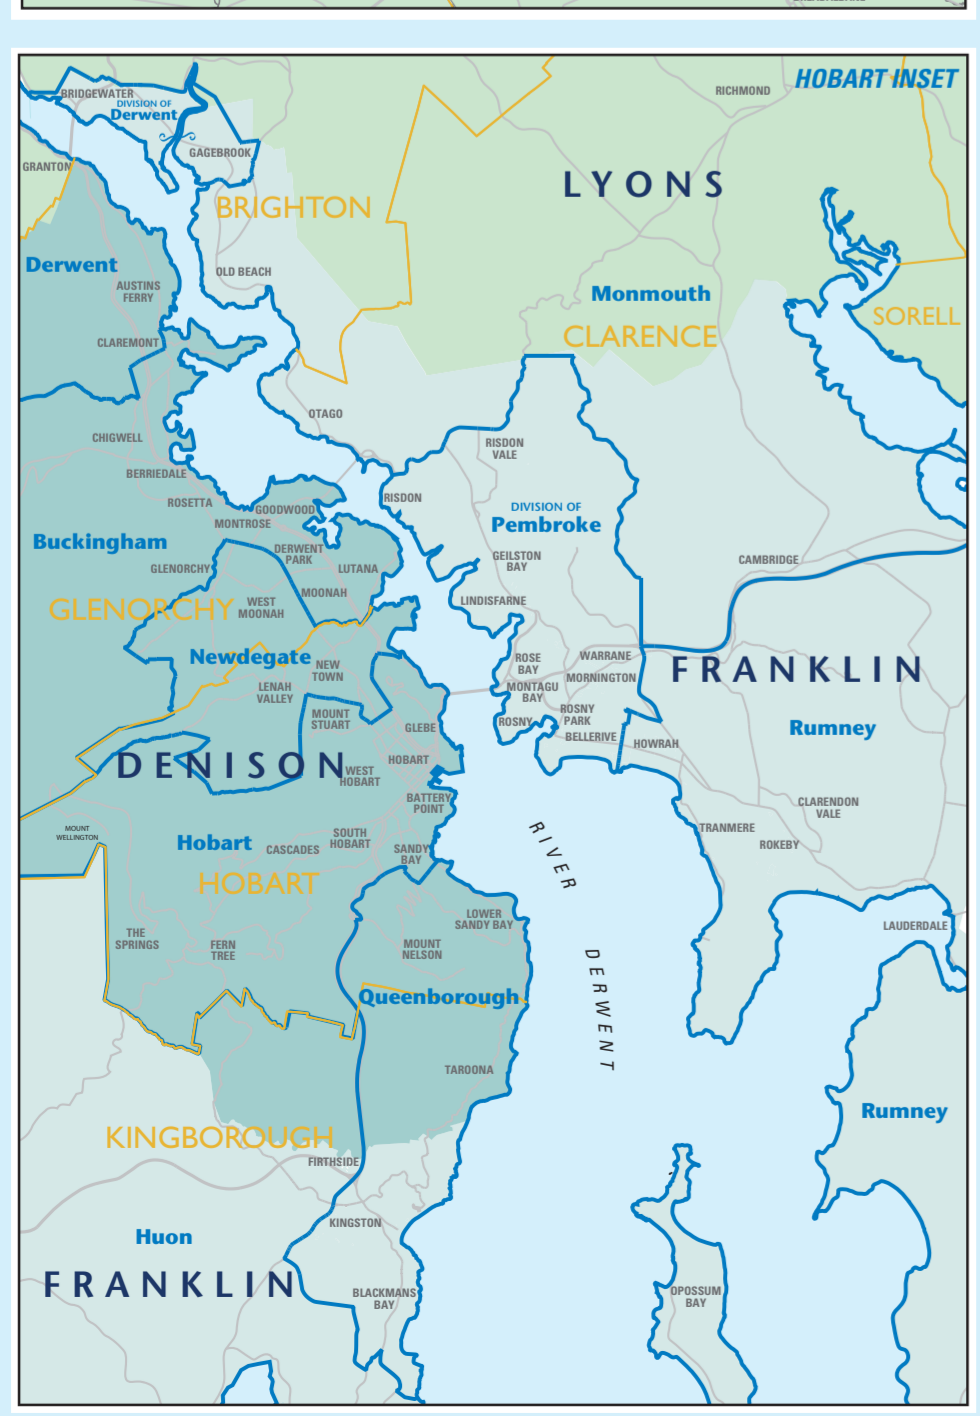 HOBART INSET
BRIDGEWATER
DIVISION OF
Derwent
RICHMOND
GAGEBROOK
GRANTON
LYONS
BRIGHTON
Derwent
OLD BEACH
AUSTINS
FERRY
Monmouth
SORELL
CLARENCE
CLAREMONT
OTAGO
CHIGWELL
RISDON
VALE
BERRIEDALE
RISDON
ROSETTA
GOODWOOD
MONTROSE
DIVISION OF
Pembroke
Buckingham
DERWENT
PARK
GEILSTON
BAY
CAMBRIDGE
GLENORCHY
LUTANA
MOONAH
LINDISFARNE
GLENORCHY
WEST
MOONAH
Newdegate
NEW
TOWN
ROSE
BAY
WARRANE
FRANKLIN
MORNINGTON
LENAH
VALLEY
MONTAGU
BAY
MOUNT
STUART
ROSNY
PARK
ROSNY
GLEBE
Rumney
BELLERIVE
HOWRAH
DENISON
HOBART
WEST
HOBART
BATTERY
POINT
CLARENDON
VALE
MOUNT
WELLINGTON
TRANMERE
Hobart
SOUTH
HOBART
CASCADES
SANDY
BAY
ROKEBY
RIVER
HOBART
LOWER
SANDY BAY
LAUDERDALE
THE
SPRINGS
FERN
TREE
MOUNT
NELSON
DERWENT
Queenborough
TAROONA
Rumney
KINGBOROUGH
FIRTHSIDE
KINGSTON
Huon
FRANKLIN
BLACKMANS
BAY
OPOSSUM
BAY